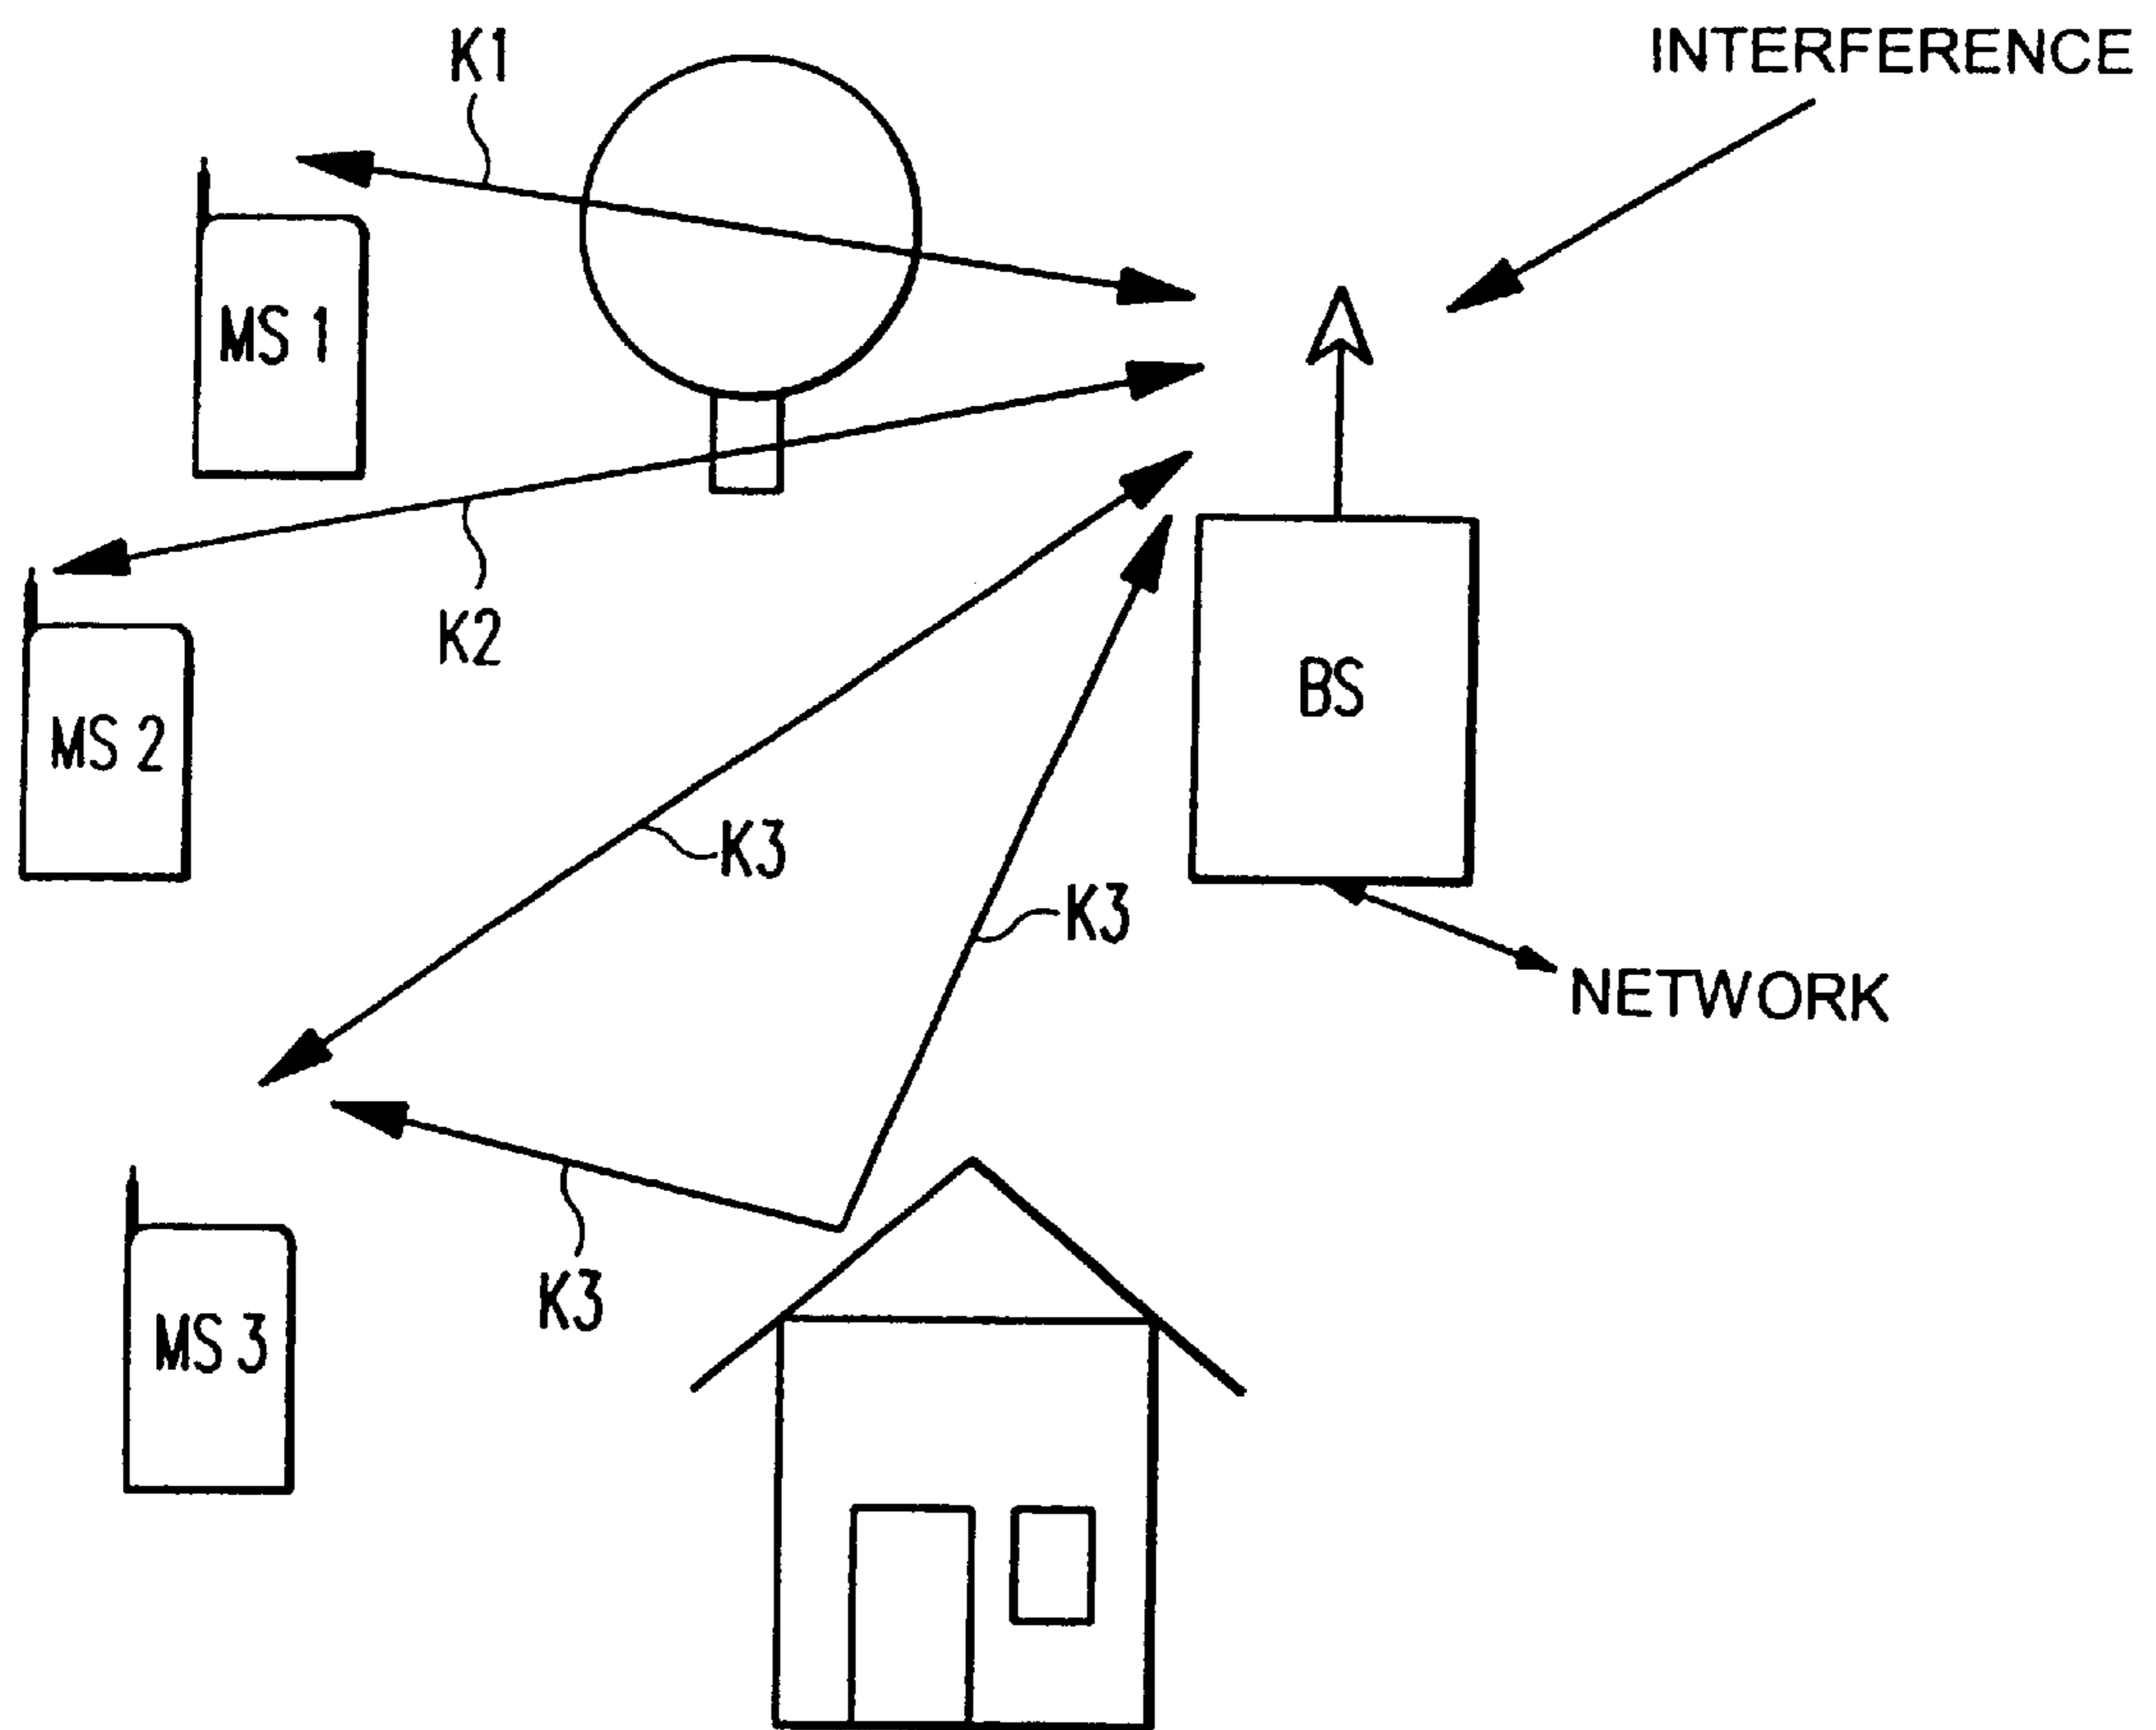 K1
INTERFERENCE
MS 1
K2
BS
MS 2
K3
K3
NETWORK
K3
MS 3